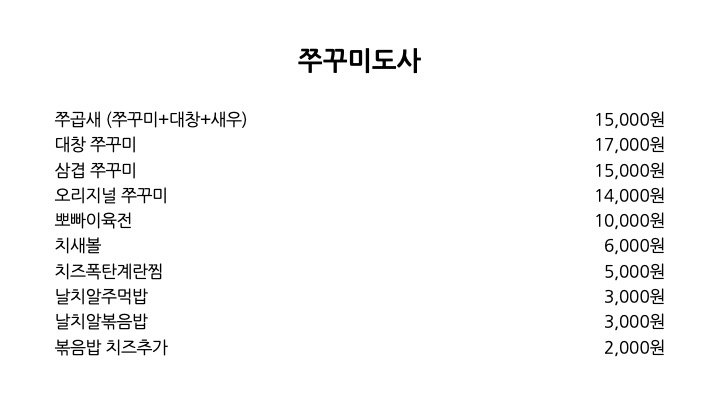 쭈꾸미도사
쭈곱새 (쭈꾸미+대창+새우) 15,000원
대창 쭈꾸미 17,000원
삼겹 쭈꾸미 15,000원
오리지널 쭈꾸미 14,000원
뽀빠이육전 10,000원
치새볼 6,000원
치즈폭탄계란찜 5,000원
날치알주먹밥 3,000원
날치알볶음밥 3,000원
볶음밥 치즈추가 2,000원